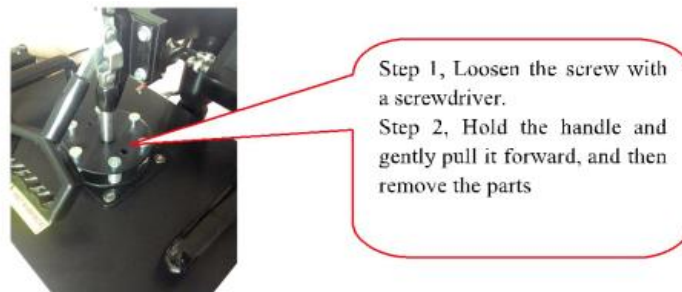 Step 1, Loosen the screw with
a screwdriver.
Step 2, Hold the handle and
gently pull it forward, and then
remove the parts